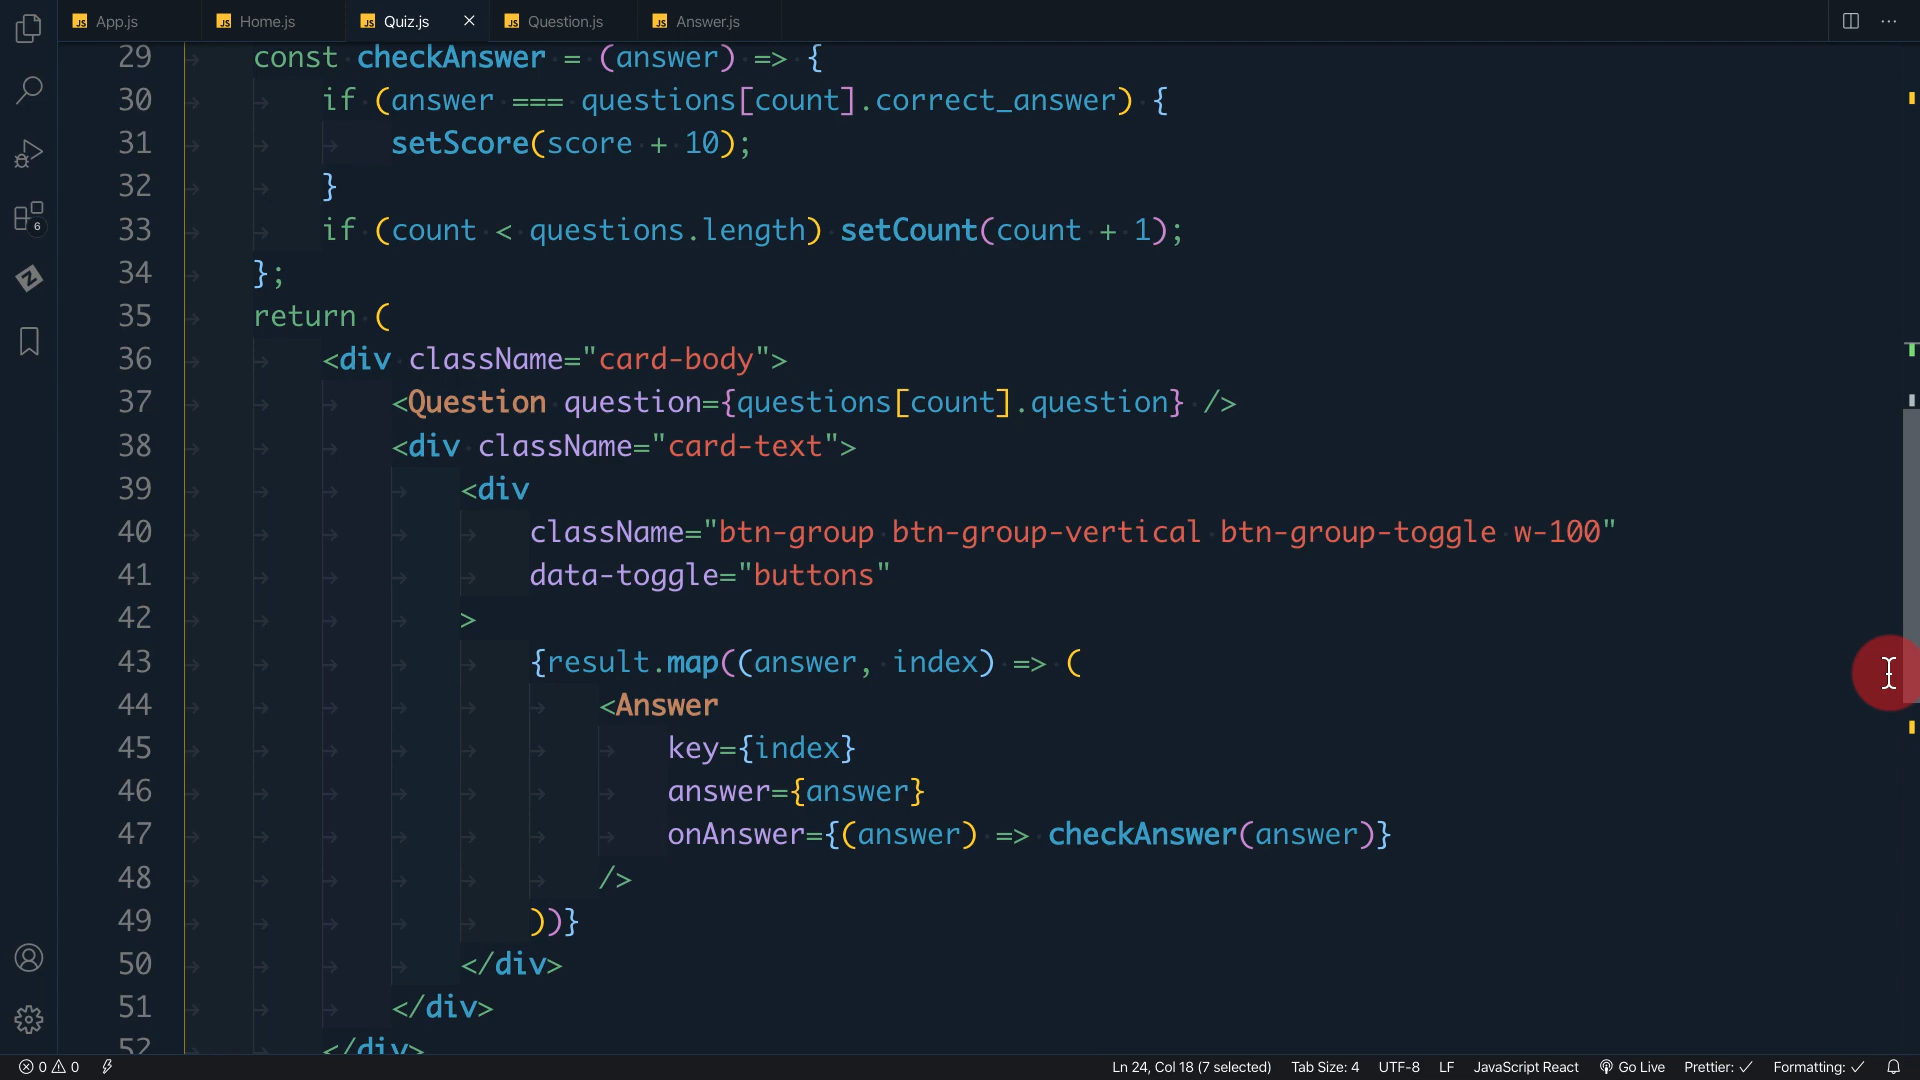 App.js
Home.js
Quiz.js
Question.js
Answer.js
29 const checkAnswer = (answer) => {
30 if (answer === questions[count].correct_answer) {
31 setScore(score + 10);
32 }
33 if (count < questions.length) setCount(count + 1);
34 };
35 return (
36 <div className="card-body">
37 <Question question={questions[count].question} />
38 <div className="card-text">
39 <div
40 className="btn-group btn-group-vertical btn-group-toggle w-100"
41 data-toggle="buttons"
42 >
43 {result.map((answer, index) => (
44 <Answer
45 key={index}
46 answer={answer}
47 onAnswer={(answer) => checkAnswer(answer)}
48 />
49 ))}
50 </div>
51 </div>
52 </div>
6
0 0 Ln 24, Col 18 (7 selected) Tab Size: 4 UTF-8 LF JavaScript React Go Live Prettier: ✓ Formatting: ✓